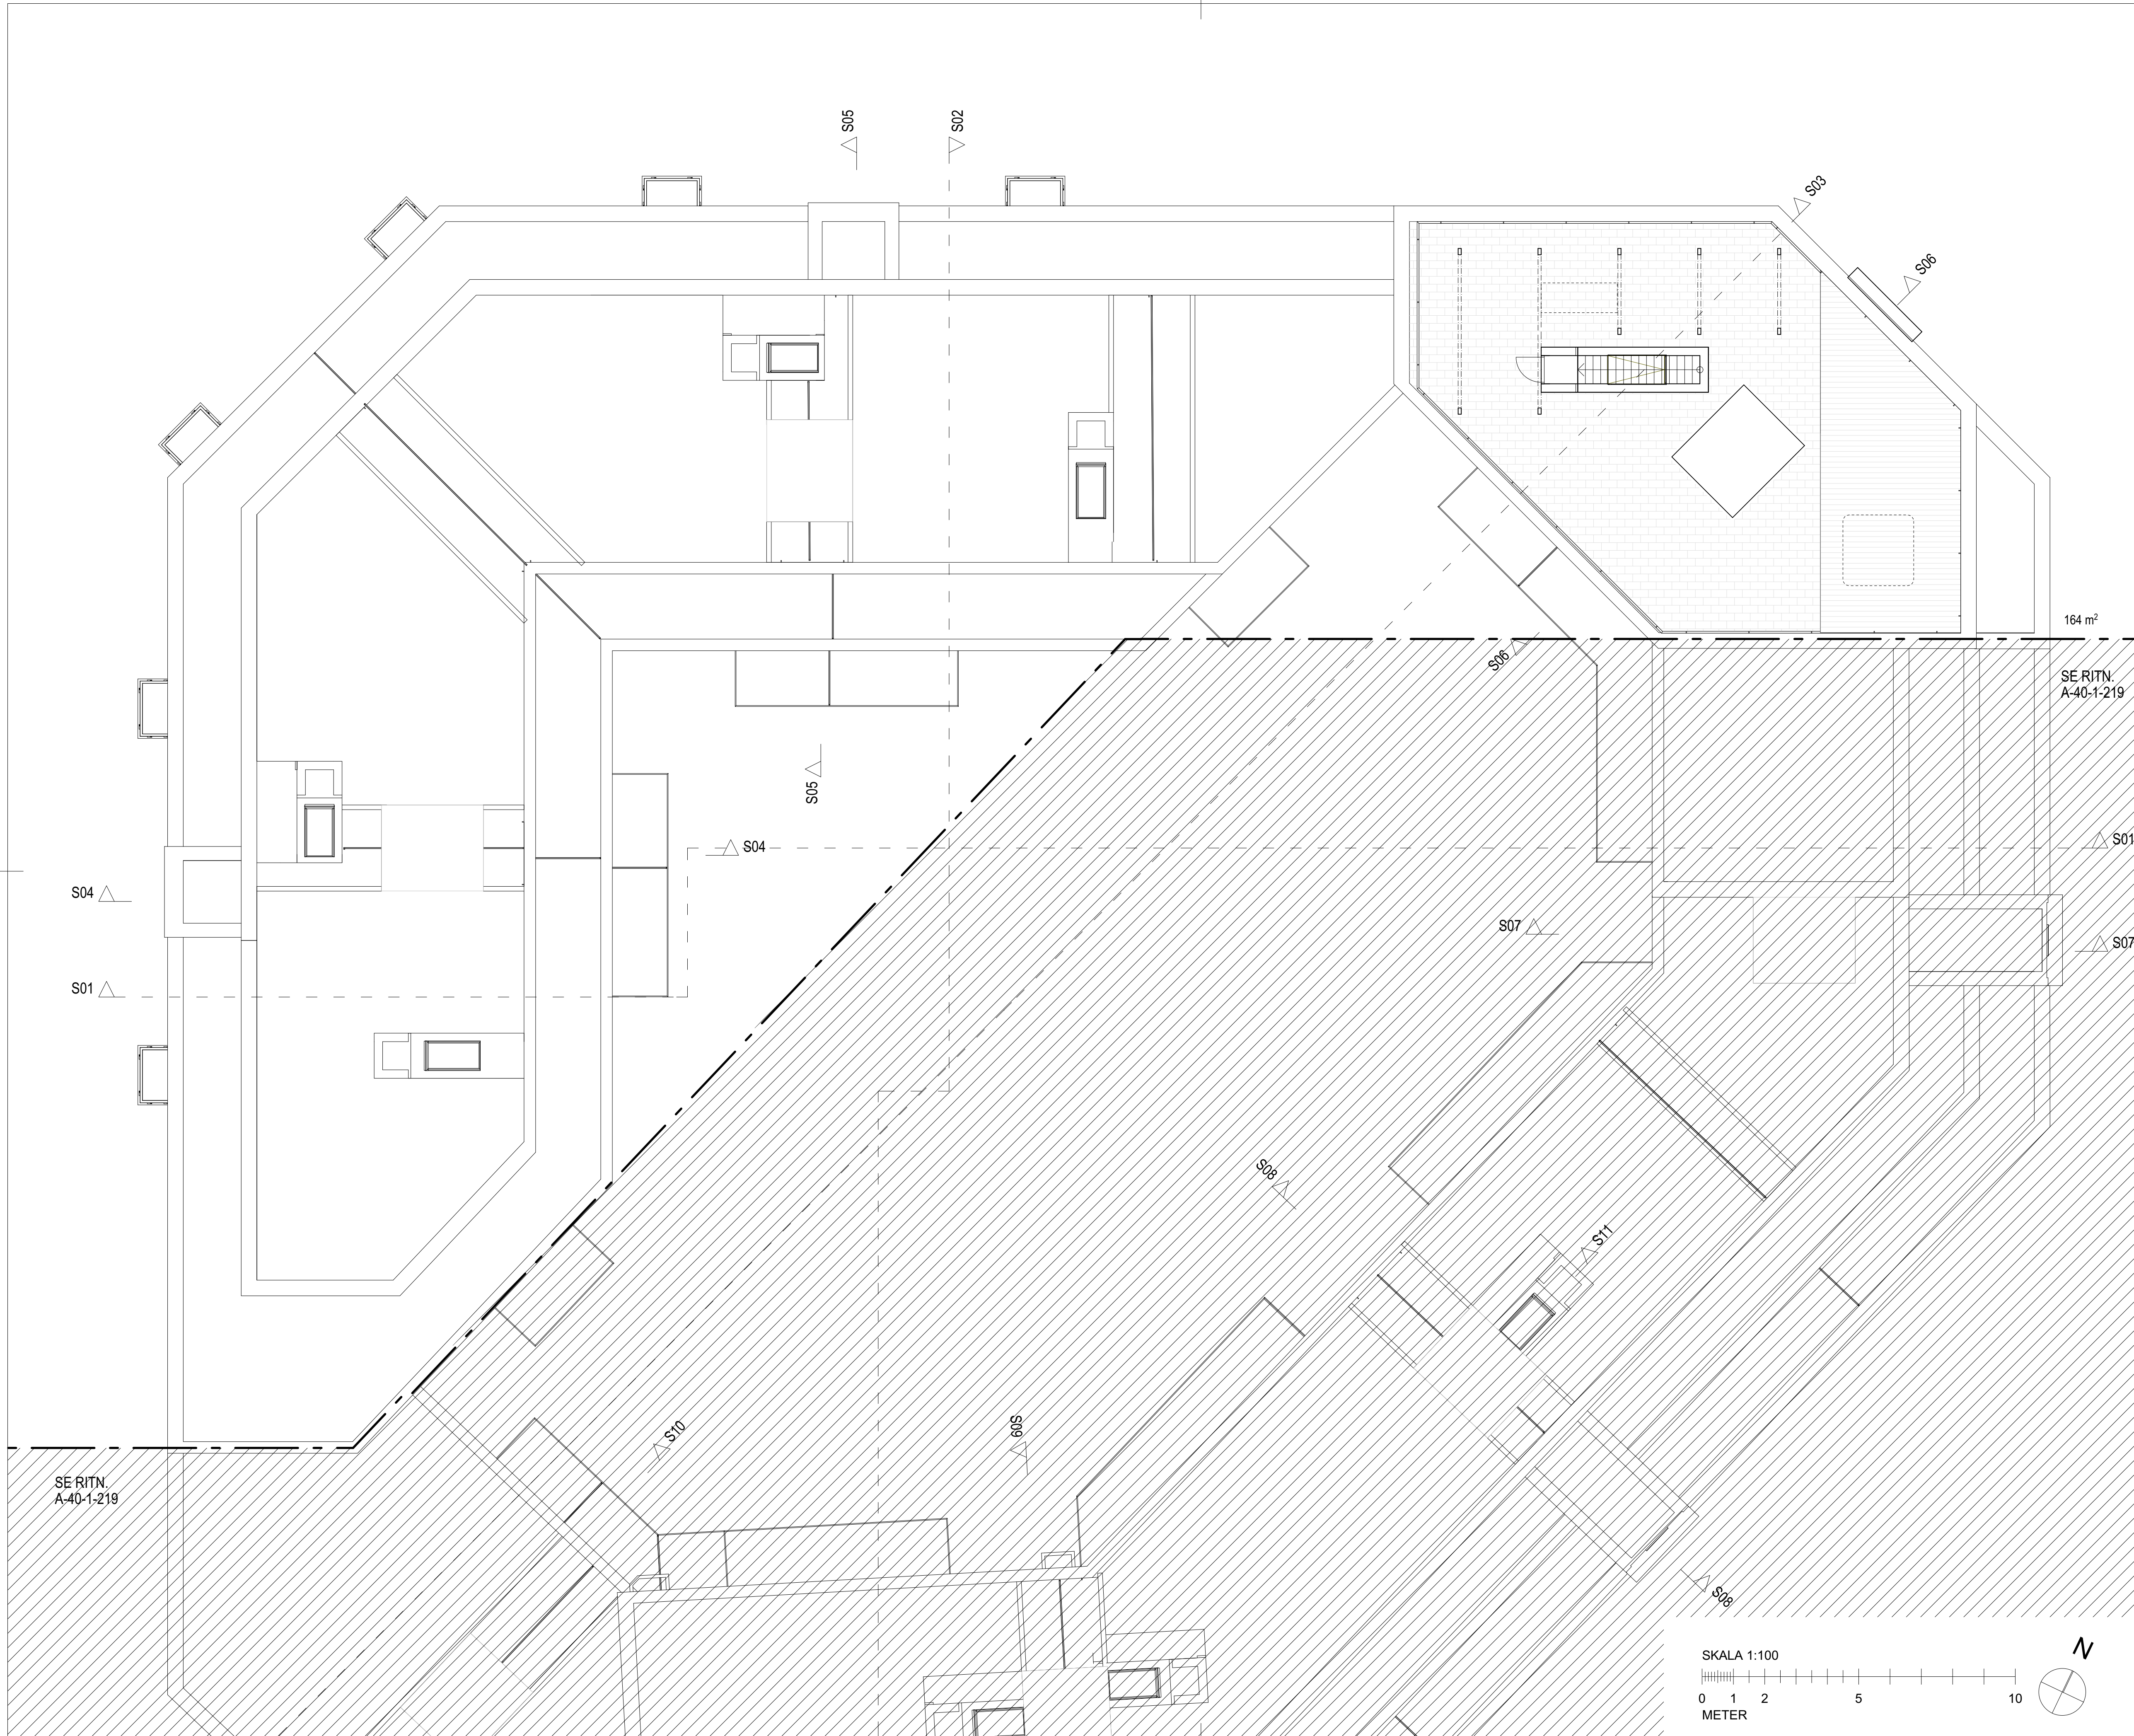 S05
S02
S03
S06
164 m²
SE RITN.
A-40-1-219
S06
S05
S04
S01
S04
S07
S07
S01
S08
S11
S10
S09
SE RITN.
A-40-1-219
S08
N
SKALA 1:100
0 1 2 5 10
METER